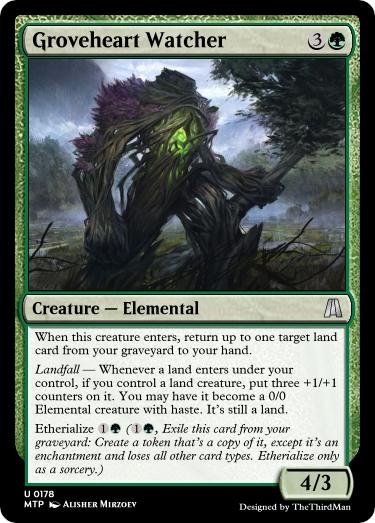 Groveheart Watcher 3
Creature — Elemental
When this creature enters, return up to one target land
card from your graveyard to your hand.
Landfall — Whenever a land enters under your
control, if you control a land creature, put three +1/+1
counters on it. You may have it become a 0/0
Elemental creature with haste. It's still a land.
Etherialize 1 (1, Exile this card from your
graveyard: Create a token that's a copy of it, except it's an
enchantment and loses all other card types. Etherialize only
as a sorcery.)
4/3
U 0178
MTP Alisher Mirzoev
Designed by TheThirdMan